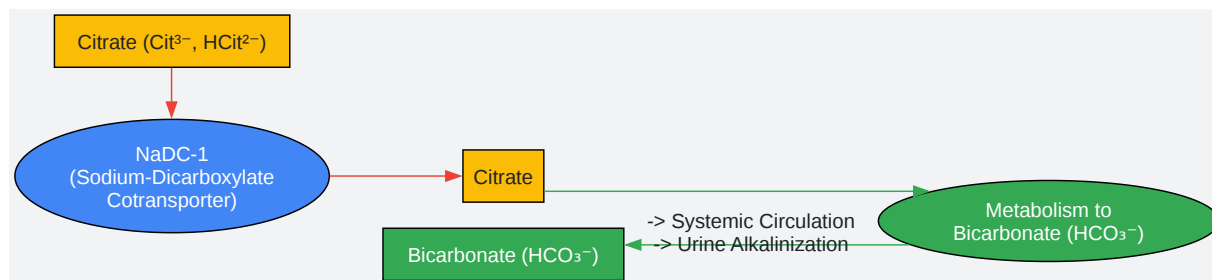 Citrate (Cit³⁻, HCit²⁻)
NaDC-1
(Sodium-Dicarboxylate
Cotransporter)
Citrate
Metabolism to
Bicarbonate (HCO₃⁻)
-> Systemic Circulation
-> Urine Alkalinization
Bicarbonate (HCO₃⁻)